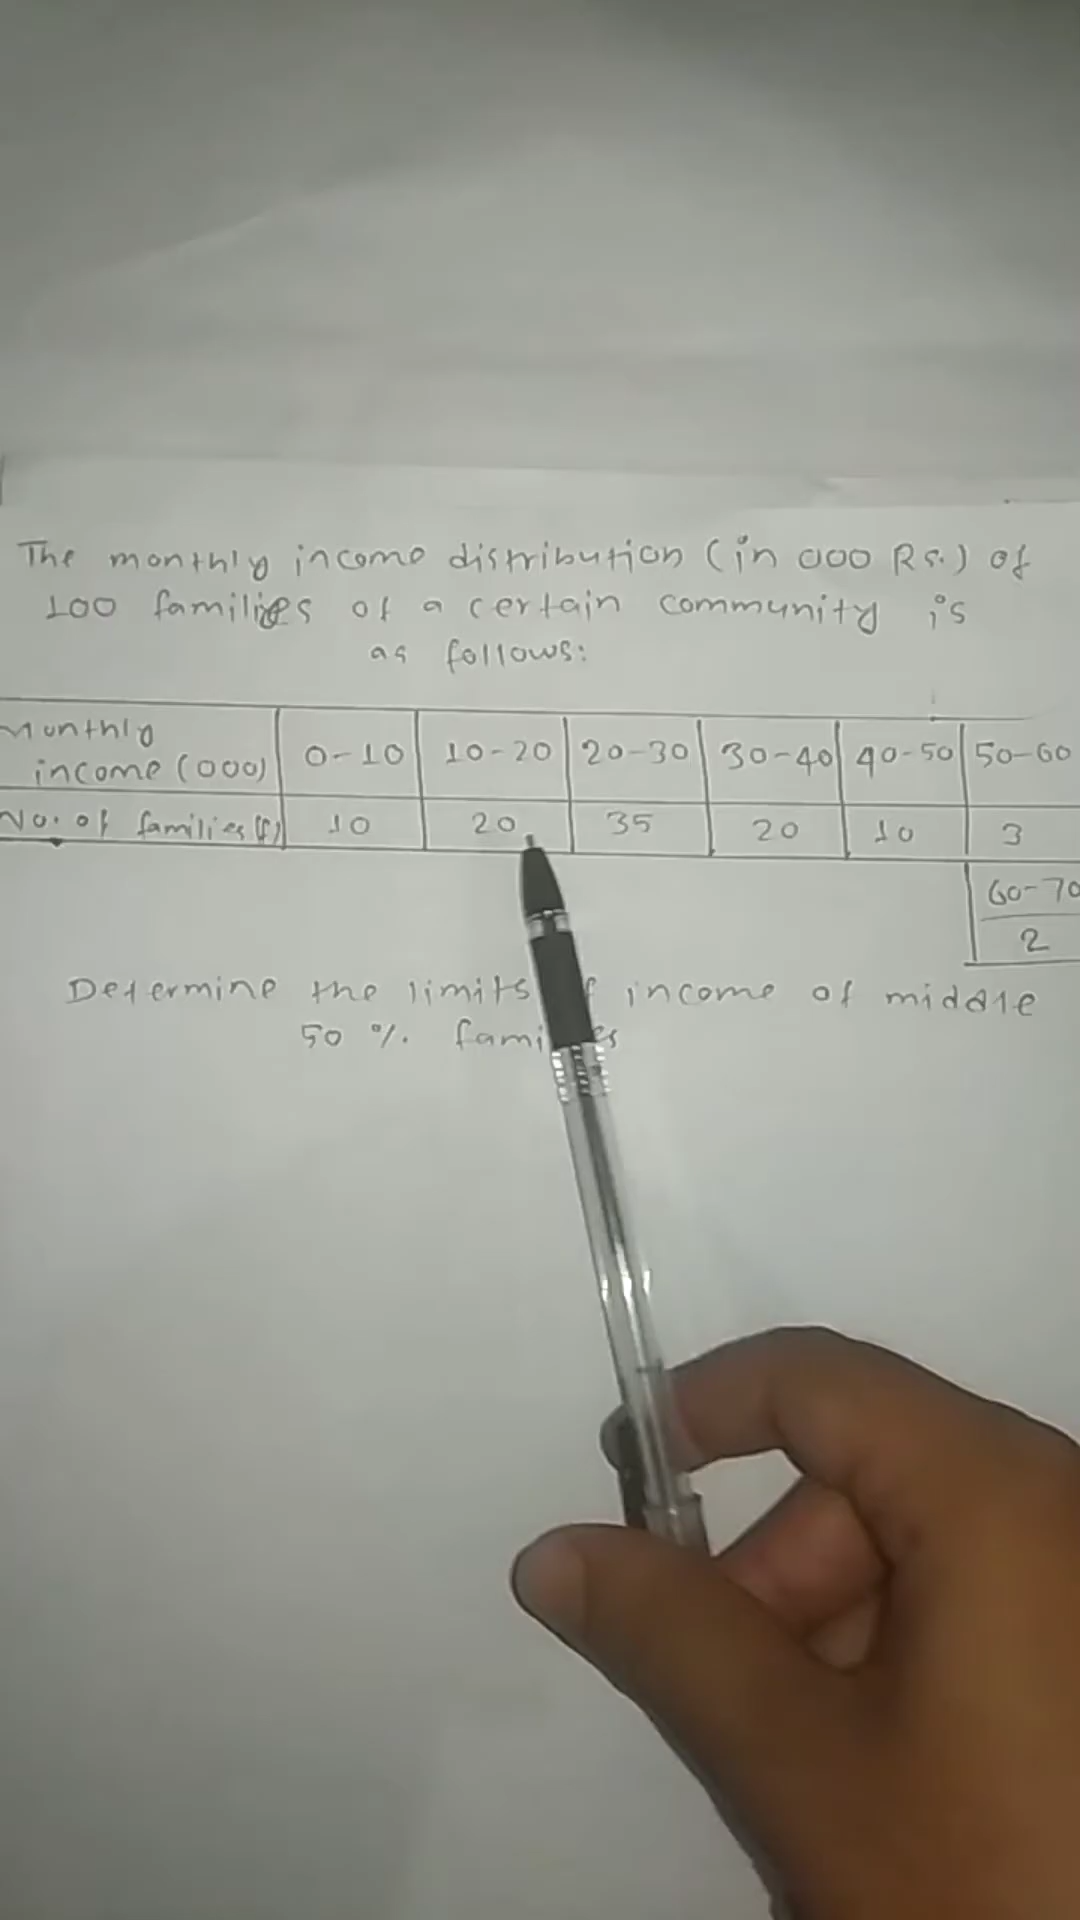 The monthly income distribution (in 000 Rs.) of
100 families of a certain community is
as follows:
Monthly income (000) 0-10 10-20 20-30 30-40 40-50 50-60
No. of families (f) 10 20 35 20 10 3
60-70
2
Determine the limits of income of middle
50 % families